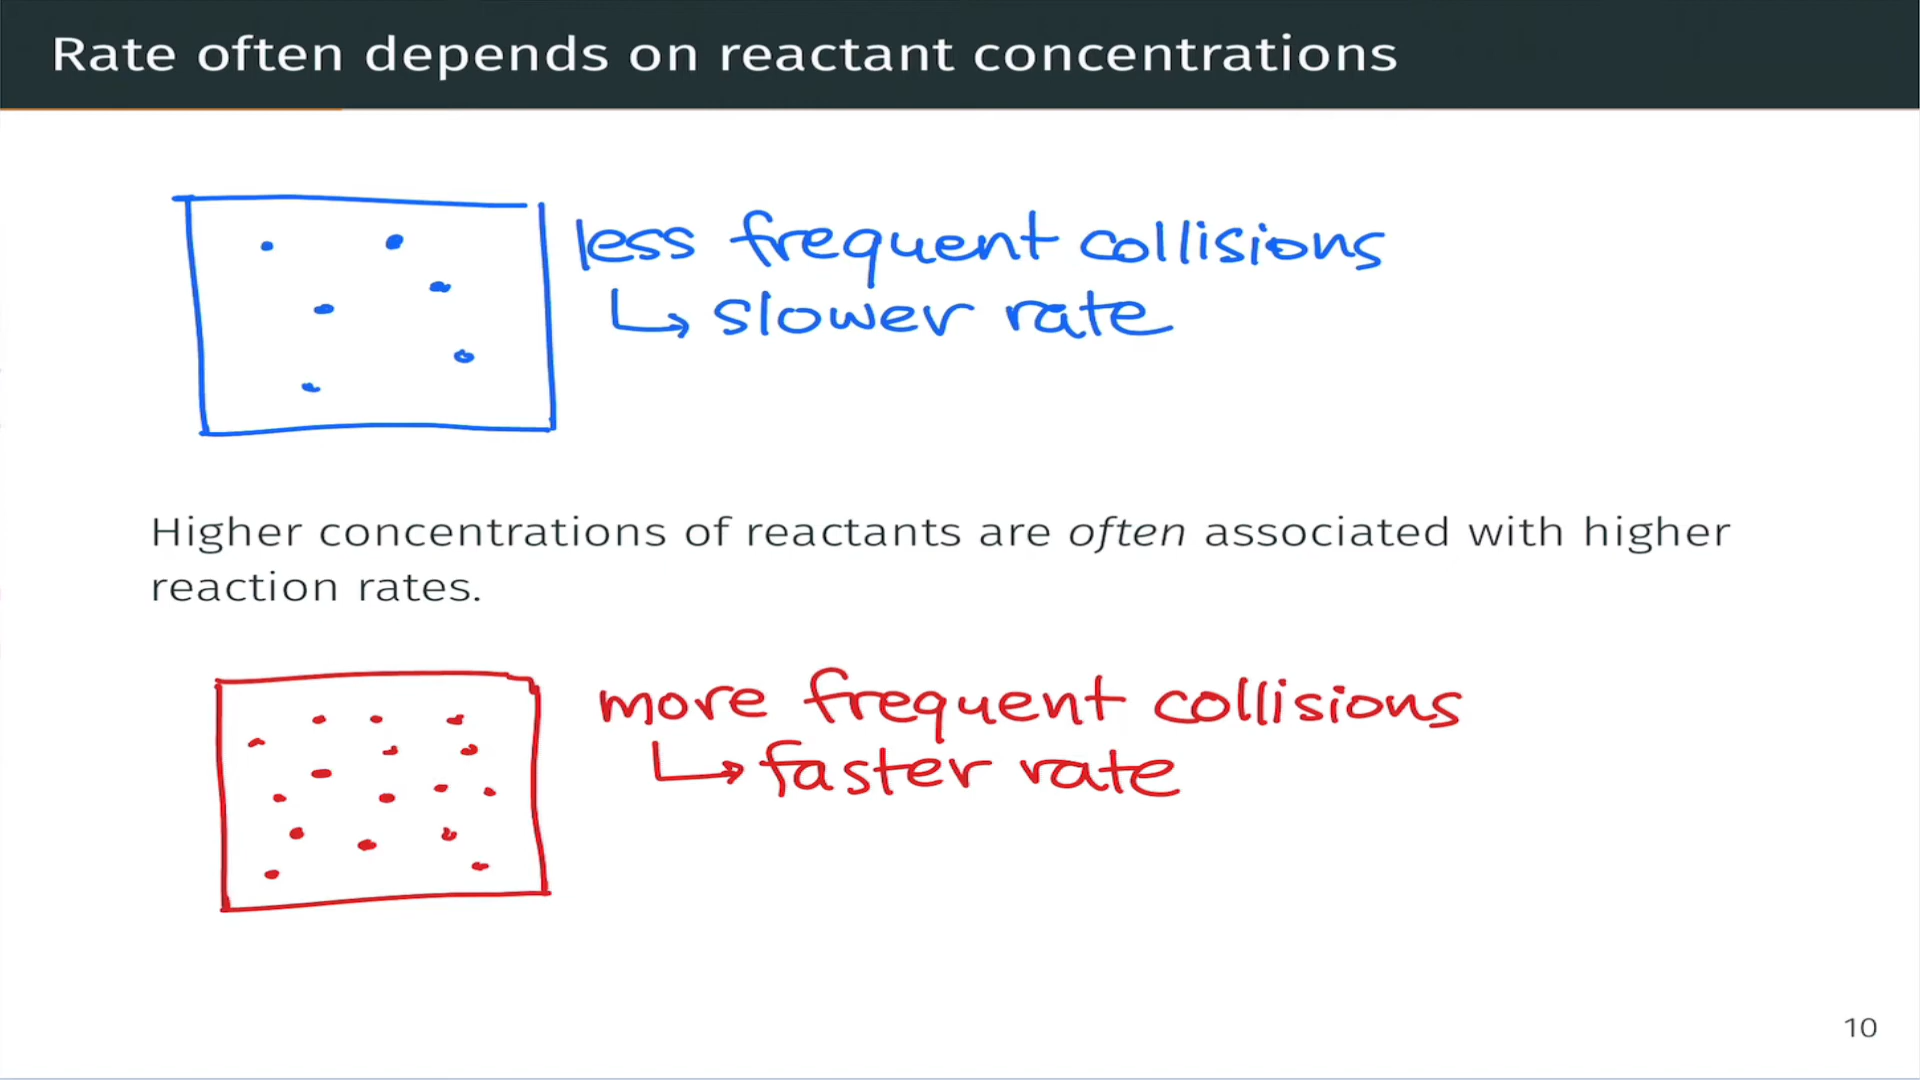 Rate often depends on reactant concentrations
less frequent collisions
↳ slower rate
Higher concentrations of reactants are often associated with higher
reaction rates.
more frequent collisions
↳ faster rate
10